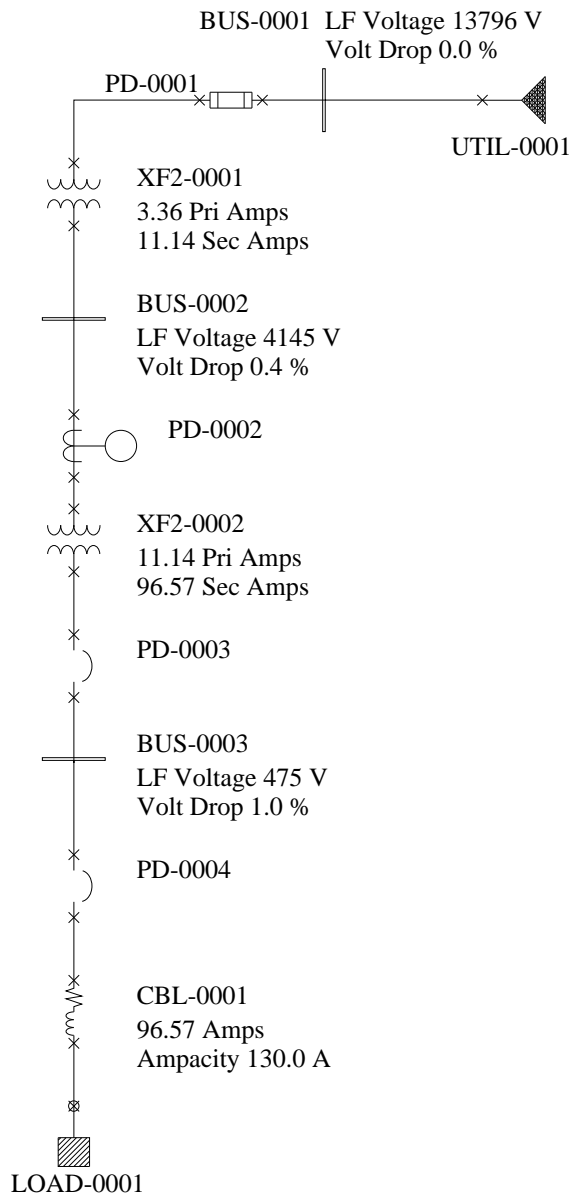 BUS-0001 LF Voltage 13796 V
Volt Drop 0.0 %
PD-0001
UTIL-0001
XF2-0001
3.36 Pri Amps
11.14 Sec Amps
BUS-0002
LF Voltage 4145 V
Volt Drop 0.4 %
PD-0002
XF2-0002
11.14 Pri Amps
96.57 Sec Amps
PD-0003
BUS-0003
LF Voltage 475 V
Volt Drop 1.0 %
PD-0004
CBL-0001
96.57 Amps
Ampacity 130.0 A
LOAD-0001